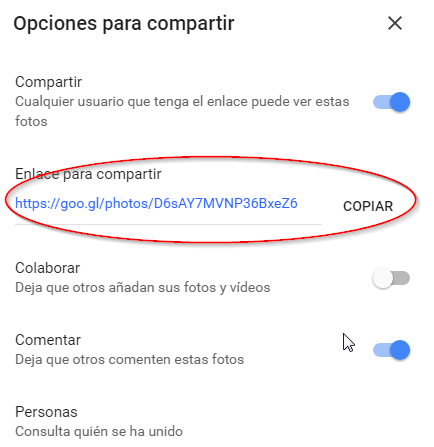 Opciones para compartir
Compartir
Cualquier usuario que tenga el enlace puede ver estas
fotos
Enlace para compartir
https://goo.gl/photos/D6sAY7MVNP36BxeZ6 COPIAR
Colaborar
Deja que otros añadan sus fotos y vídeos
Comentar
Deja que otros comenten estas fotos
Personas
Consulta quién se ha unido